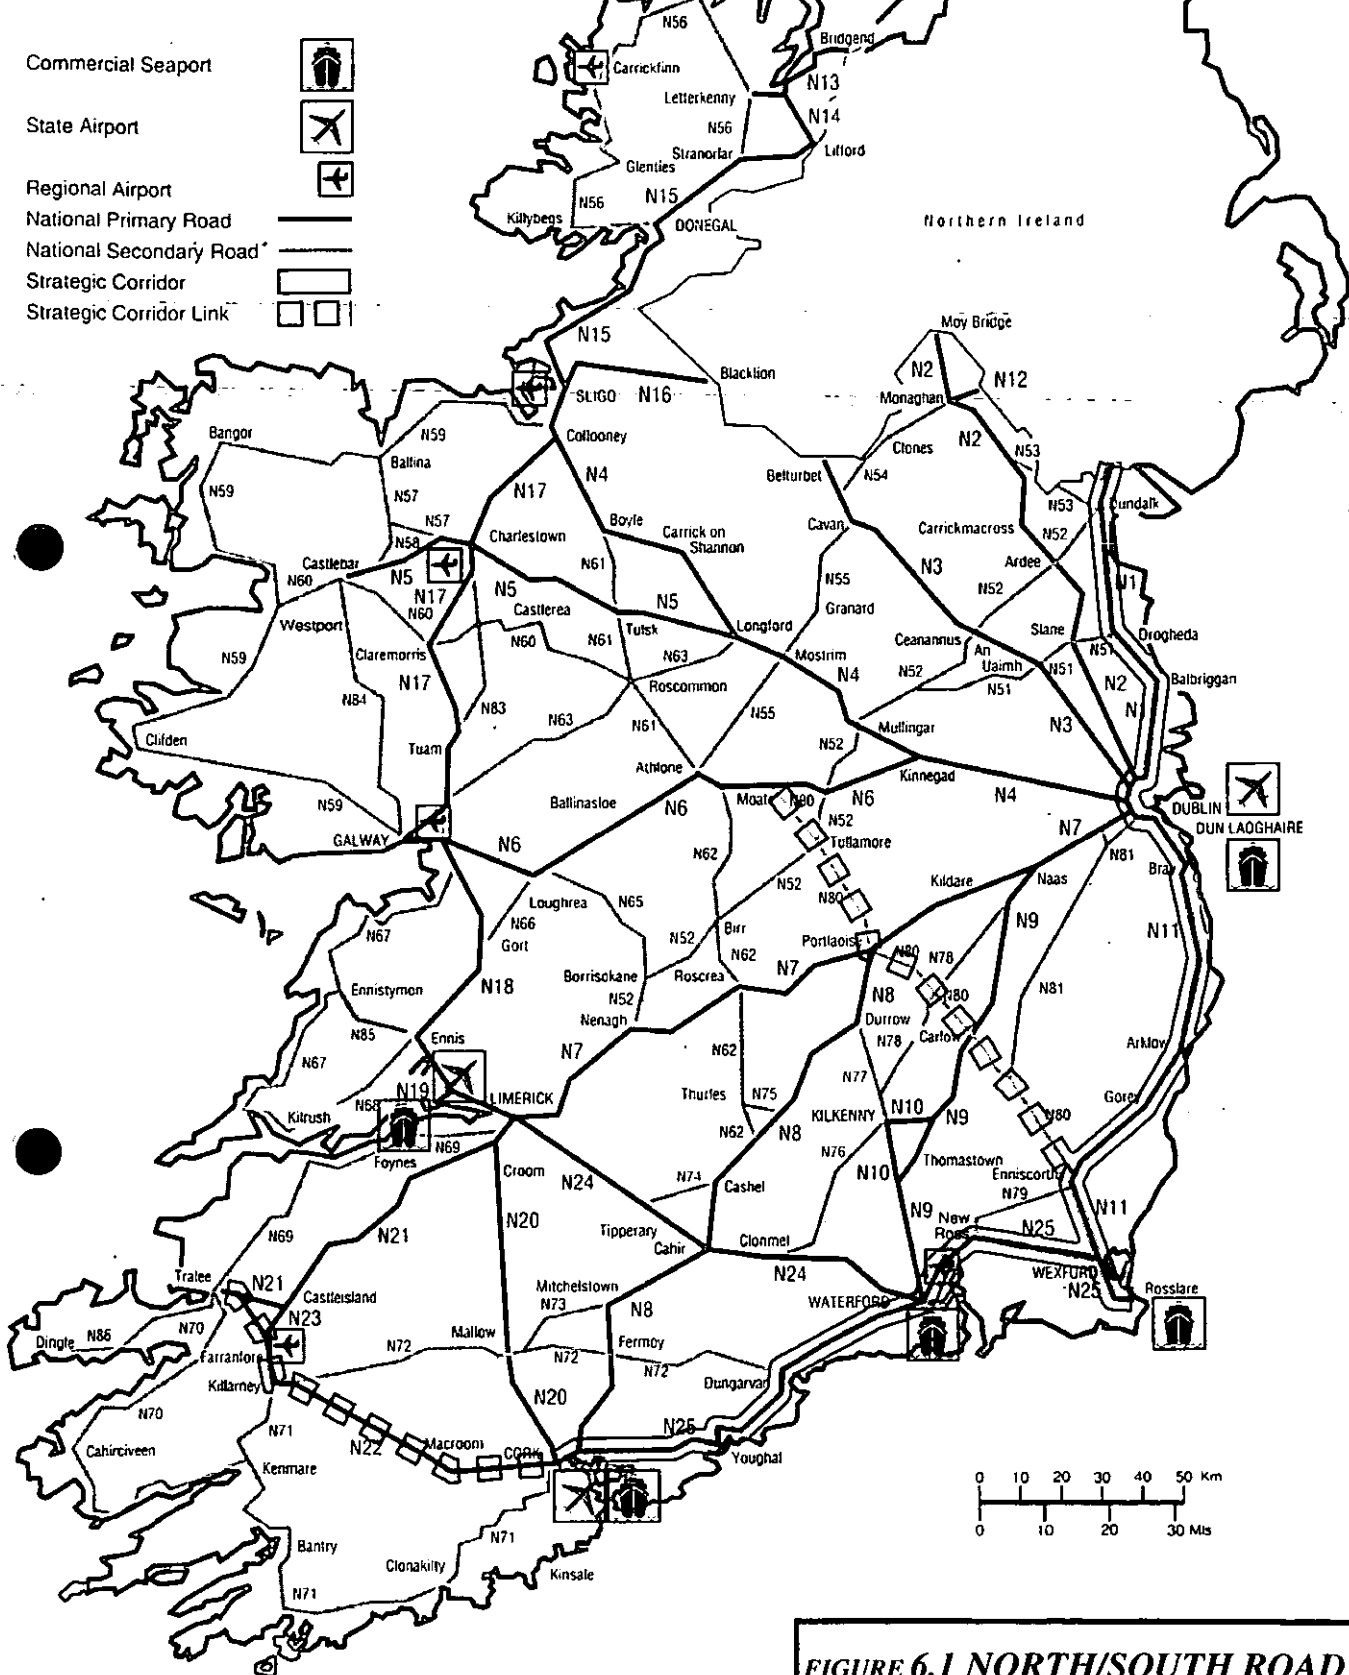 N56
Bridgend
Commercial Seaport
Carrickfinn
N13
Letterkenny
N14
State Airport
N56
Stranorlar
Lifford
Glenties
Regional Airport
N15
N56
Killybegs
DONEGAL
National Primary Road
Northern Ireland
National Secondary Road*
Strategic Corridor
Strategic Corridor Link
N15
Moy Bridge
Blacklion
N2
N12
SLIGO
N16
Monaghan
Bangor
N59
Collooney
N2
Clones
N53
Ballina
N4
Belturbet
N54
N59
N57
N17
N53
Dundalk
N57
Boyle
Cavan
Carrickmacross
N52
Charlestown
Carrick on
Shannon
N58
Castlebar
N61
Ardee
N5
N3
N1
N60
N17
N5
N55
N52
Castlerea
N5
Granard
N60
Westport
Tulsk
Longford
Slane
Drogheda
N60
N61
Ceanannus
An
Uaimh
N51
Claremorris
N63
Mostrim
N59
N52
N51
N4
N17
Roscommon
N51
N2
Balbriggan
N84
N83
N63
N61
N55
N3
N
Clifden
Mullingar
Tuam
N52
Athlone
Kinnegad
N59
Ballinasloe
N6
Moate
N80
N6
N4
DUBLIN
N52
N7
DUN LAOGHAIRE
GALWAY
N6
Tullamore
N81
N62
Bray
Kildare
Naas
N52
Loughrea
N65
N80
N66
N9
N67
Gort
N52
Birr
Portlaoise
N11
N62
N80
N78
Borrisokane
Roscrea
N7
N18
Ennistymon
N52
N8
N80
N81
Nenagh
Durrow
N85
Ennis
N78
Carlow
Arklow
N67
N7
N62
N77
N19
Thurles
N75
Gorey
LIMERICK
N68
KILKENNY
N10
N9
N80
Kilrush
N62
N8
N69
N76
Foynes
Croom
N10
Thomastown
Enniscorthy
N24
N74
Cashel
N79
N20
N9
New
Ross
N11
N69
N21
Tipperary
Clonmel
N25
Cahir
Tralee
N24
WEXFORD
N21
Mitchelstown
N25
Rosslare
Castleisland
WATERFORD
N23
N73
N8
N86
N70
Mallow
Dingle
Fermoy
Farranfore
N72
N72
N72
Dungarvan
Killarney
N20
N70
N71
N25
Macroom
CORK
N22
Cahirciveen
Youghal
Kenmare
0 10 20 30 40 50 Km
0 10 20 30 Mls
N71
Bantry
Clonakilty
Kinsale
N71
FIGURE 6.1 NORTH/SOUTH ROAD